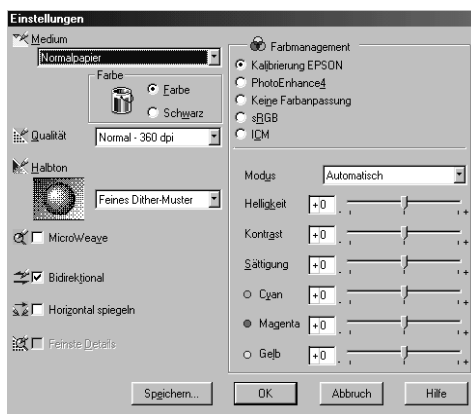 Einstellungen
Medium
Normalpapier
Farbe
Farbe
Schwarz
Qualität
Normal - 360 dpi
Halbton
Feines Dither-Muster
MicroWeave
Bidirektional
Horizontal spiegeln
Feinste Details
Farbmanagement
Kalibrierung EPSON
PhotoEnhance4
Keine Farbanpassung
sRGB
ICM
Modus
Automatisch
Helligkeit +0 - +
Kontrast +0 - +
Sättigung +0 - +
Cyan +0 - +
Magenta +0 - +
Gelb +0 - +
Speichern...
OK
Abbruch
Hilfe